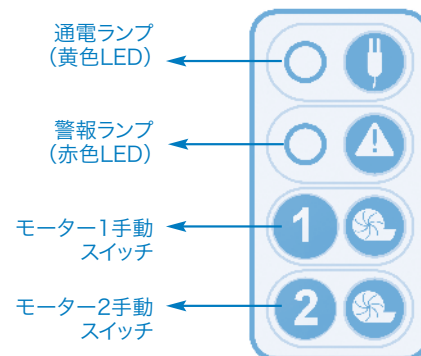 通電ランプ
(黄色LED)
警報ランプ
(赤色LED)
モーター1手動
スイッチ
1
モーター2手動
スイッチ
2